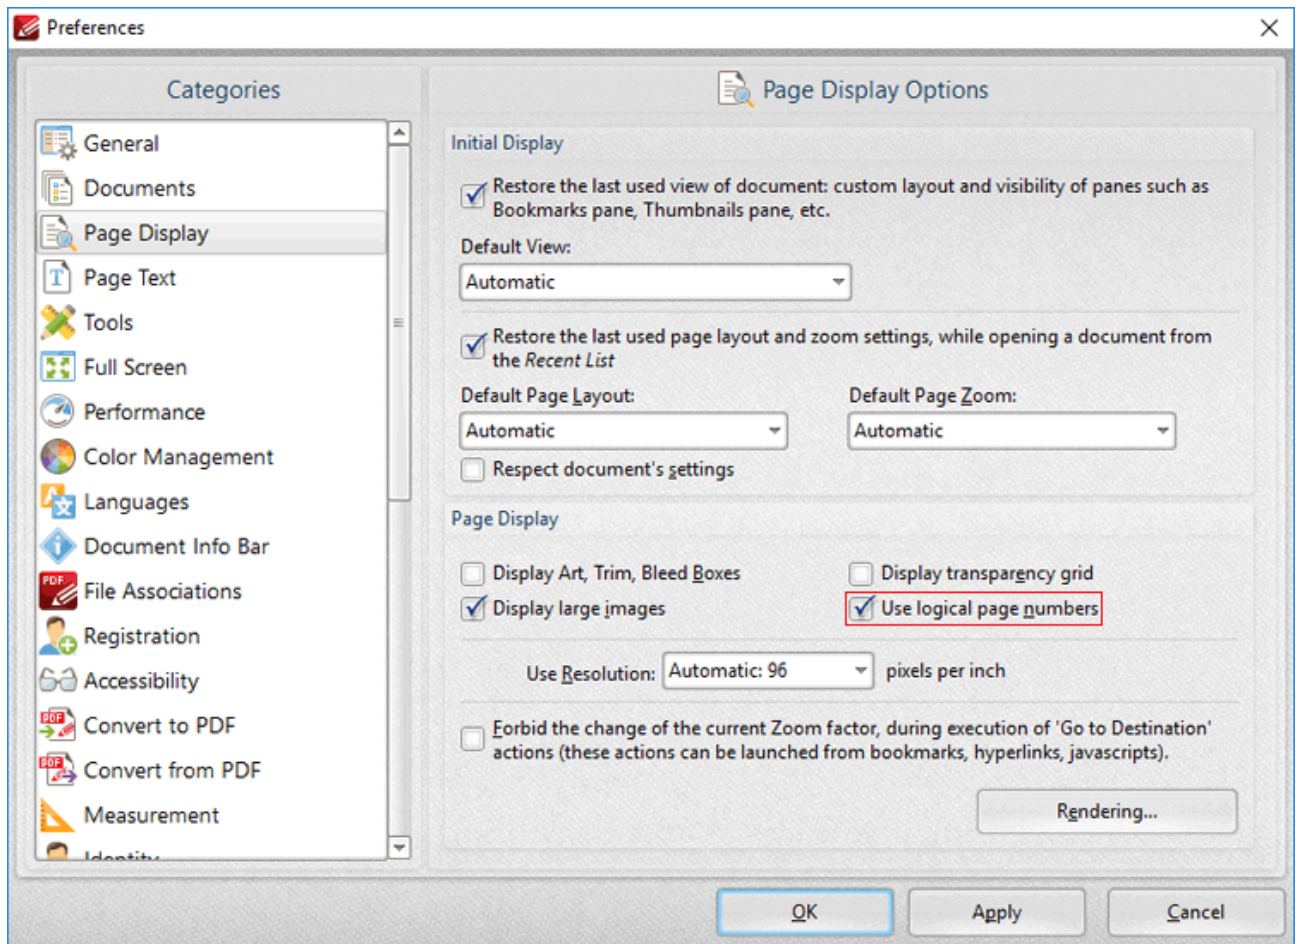 Preferences
Categories
General
Documents
Page Display
Page Text
Tools
Full Screen
Performance
Color Management
Languages
Document Info Bar
PDF
File Associations
Registration
Accessibility
PDF
Convert to PDF
PDF
Convert from PDF
Measurement
Identity
Page Display Options
Initial Display
Restore the last used view of document: custom layout and visibility of panes such as
Bookmarks pane, Thumbnails pane, etc.
Default View:
Automatic
Restore the last used page layout and zoom settings, while opening a document from
the Recent List
Default Page Layout:
Default Page Zoom:
Automatic
Automatic
Respect document's settings
Page Display
Display Art, Trim, Bleed Boxes
Display transparency grid
Display large images
Use logical page numbers
Use Resolution: Automatic: 96 pixels per inch
Forbid the change of the current Zoom factor, during execution of 'Go to Destination'
actions (these actions can be launched from bookmarks, hyperlinks, javascripts).
Rendering...
OK
Apply
Cancel